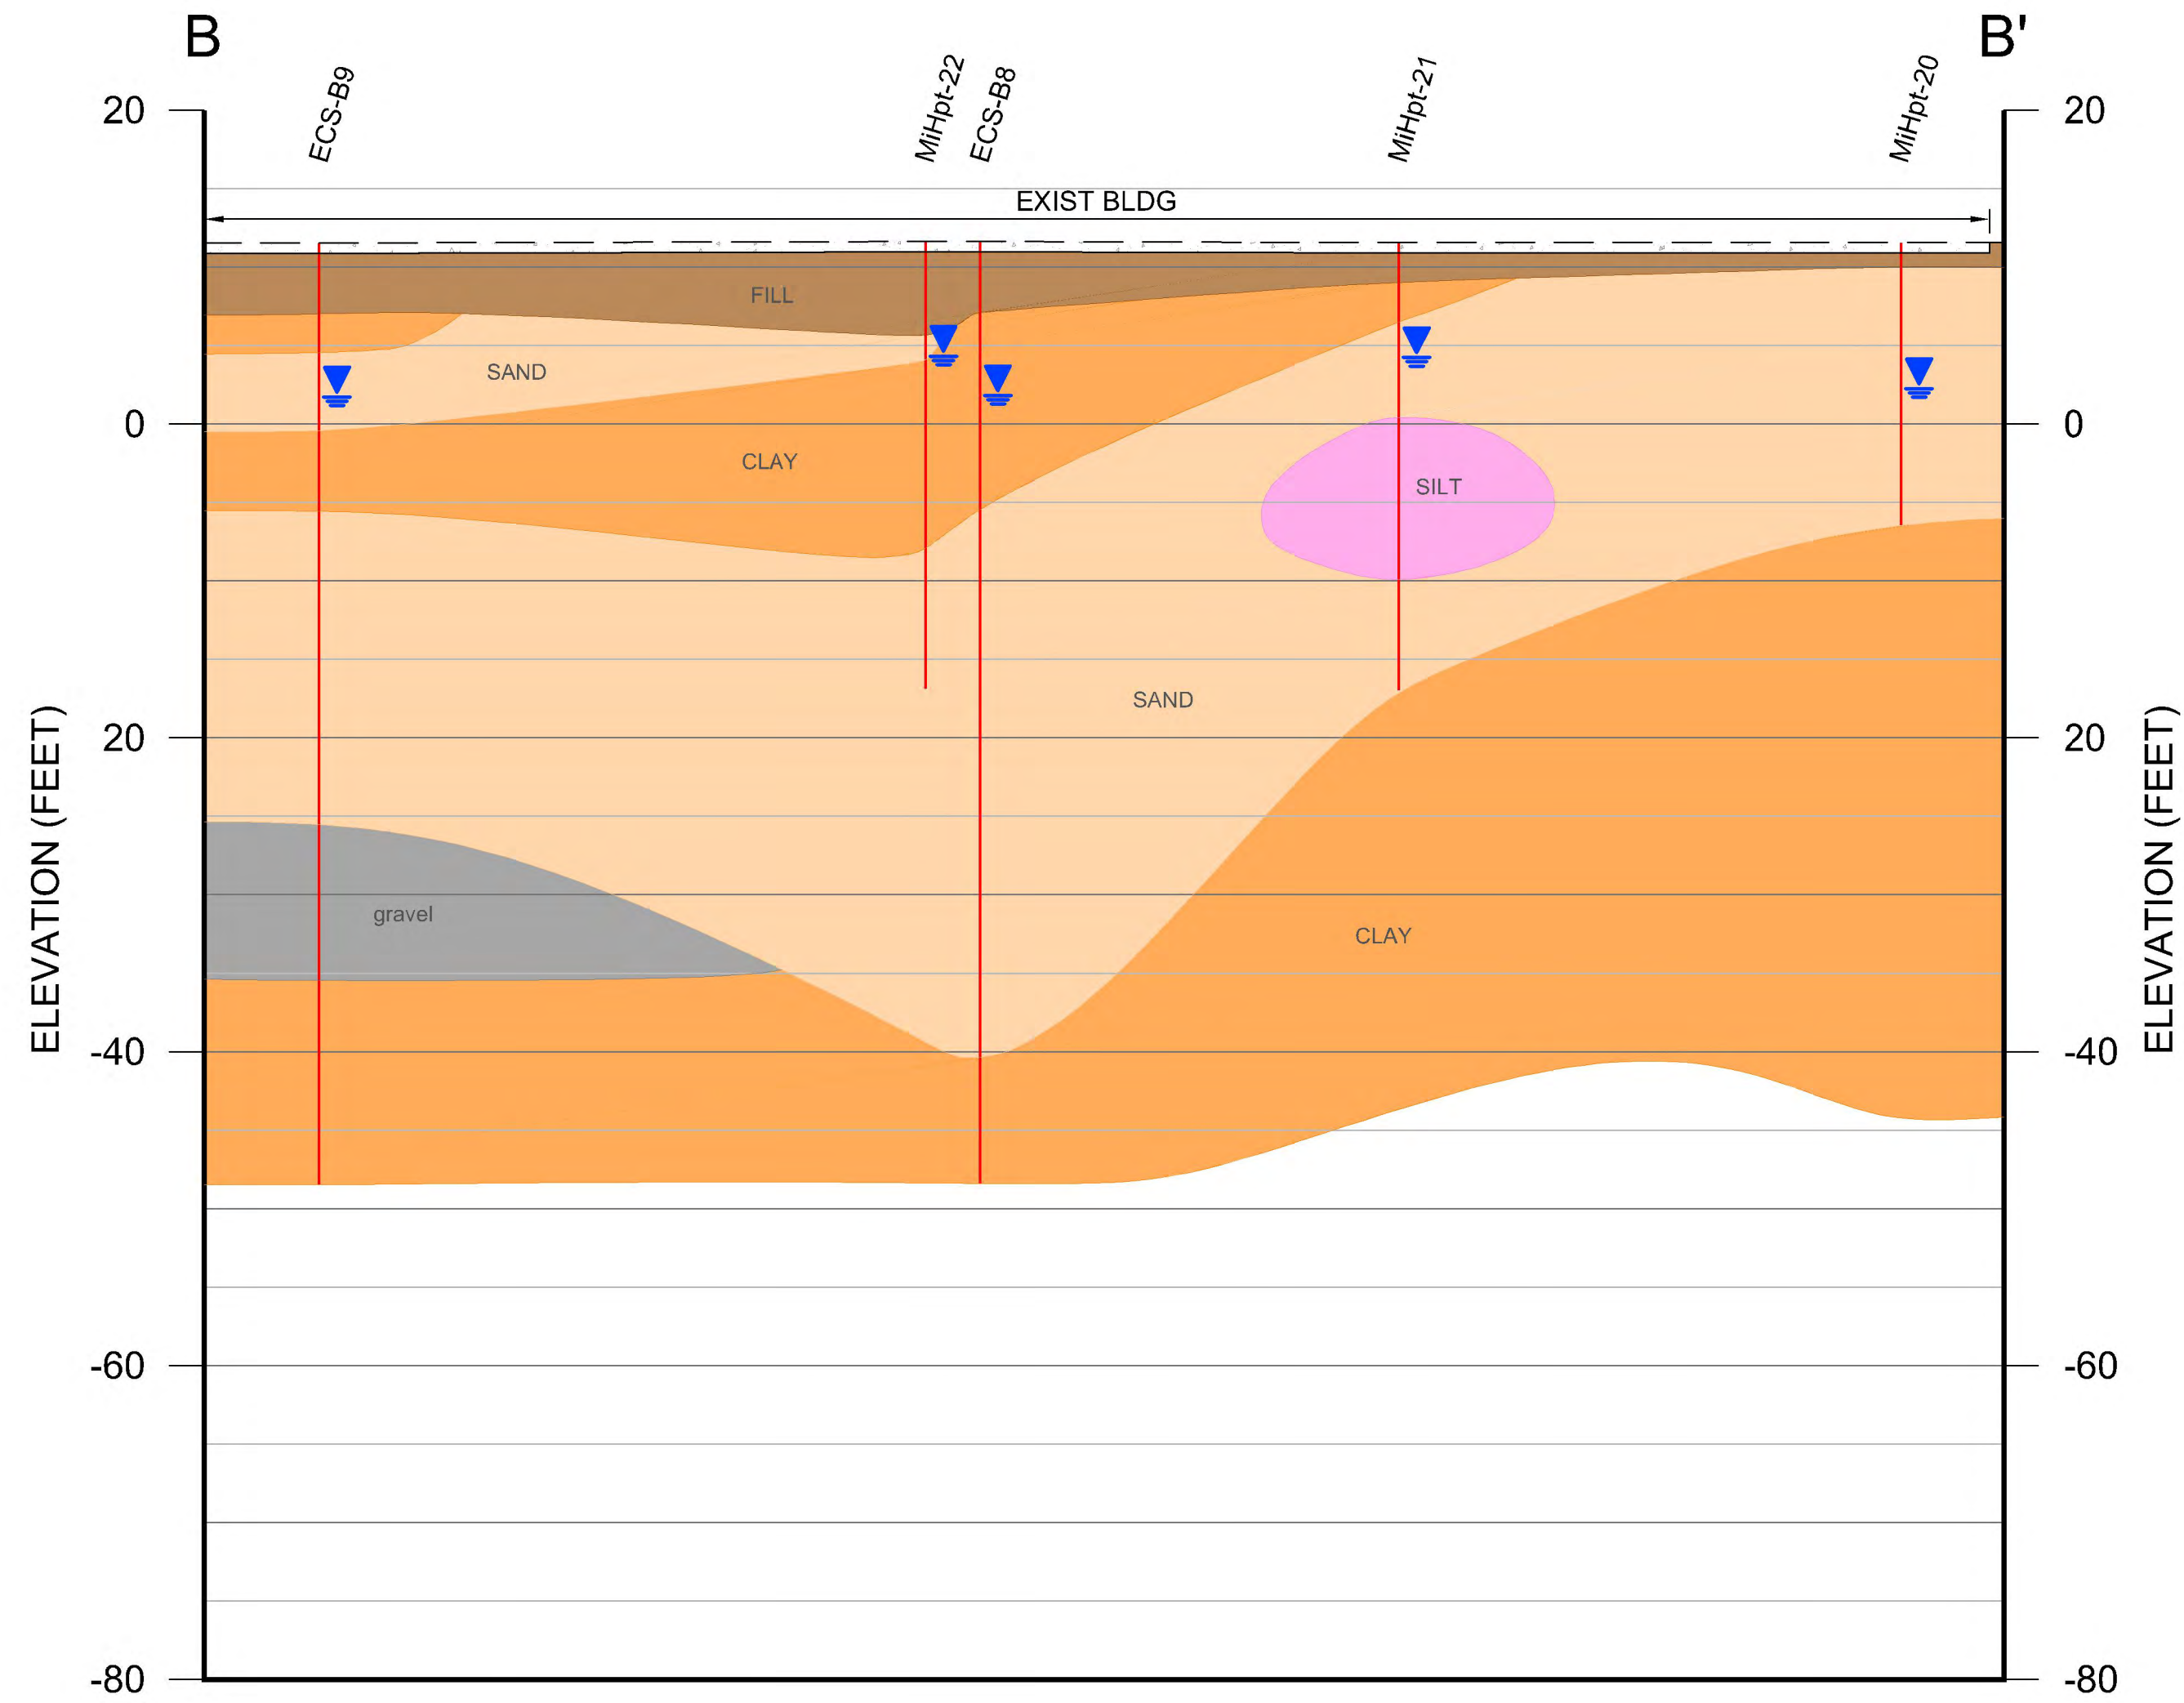 B
B'
ECS-B9
MiHpt-22
ECS-B8
MiHpt-21
MiHpt-20
20
20
EXIST BLDG
FILL
SAND
0
0
CLAY
SILT
SAND
20
20
ELEVATION (FEET)
ELEVATION (FEET)
gravel
CLAY
-40
-40
-60
-60
-80
-80